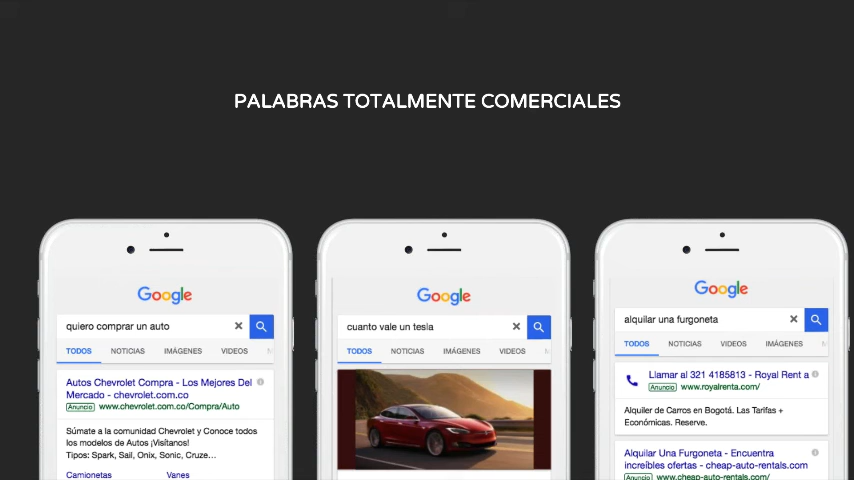 PALABRAS TOTALMENTE COMERCIALES
Google
quiero comprar un auto
TODOS NOTICIAS IMÁGENES VIDEOS
Autos Chevrolet Compra - Los Mejores Del
Mercado - chevrolet.com.co
Anuncio www.chevrolet.com.co/Compra/Auto
Súmate a la comunidad Chevrolet y Conoce todos
los modelos de Autos ¡Visítanos!
Tipos: Spark, Sail, Onix, Sonic, Cruze...
Camionetas Vanes
Google
cuanto vale un tesla
TODOS NOTICIAS IMÁGENES VIDEOS
Google
alquilar una furgoneta
TODOS NOTICIAS VIDEOS IMÁGENES
Llamar al 321 4185813 - Royal Rent a
Anuncio www.royalrenta.com/
Alquiler de Carros en Bogotá. Las Tarifas +
Económicas. Reserve.
Alquilar Una Furgoneta - Encuentra
increíbles ofertas - cheap-auto-rentals.com
Anuncio www.cheap-auto-rentals.com/